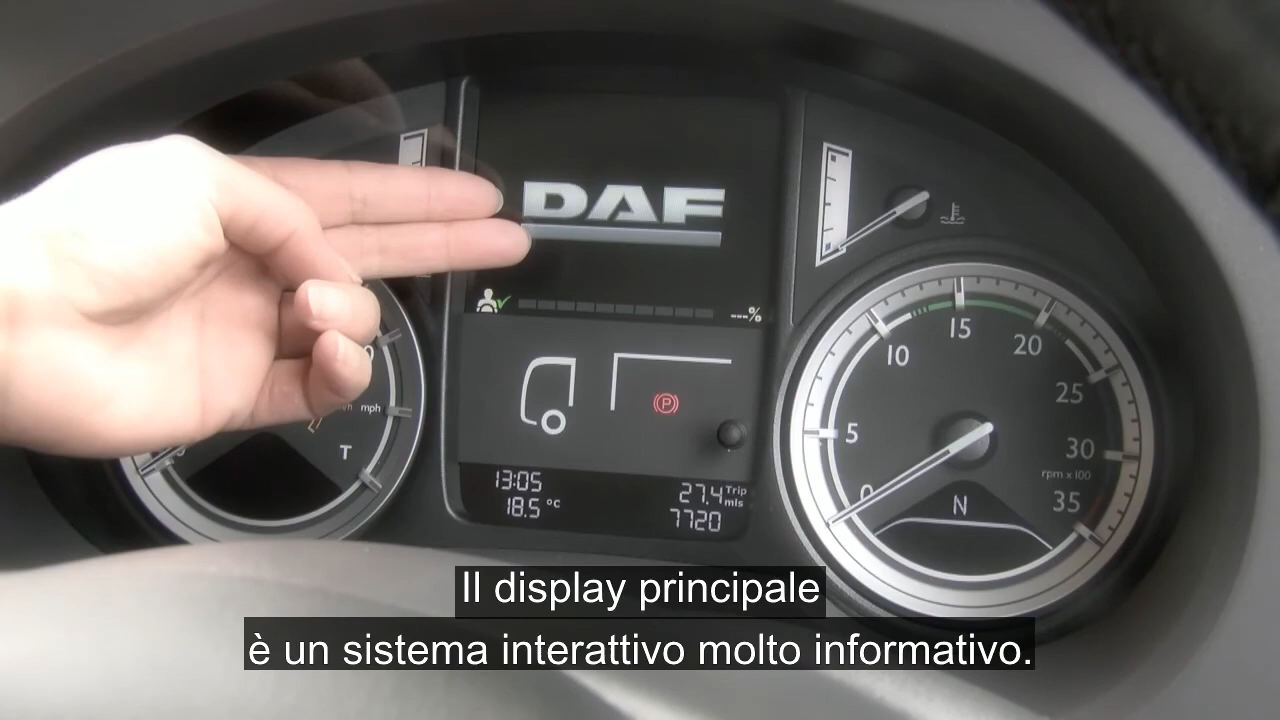 DAF
---%
10
15
20
25
5
30
rpm x100
0
35
N
mph
T
P
13:05
27.4 Trip mls
18.5 °C
7720
Il display principale
è un sistema interattivo molto informativo.